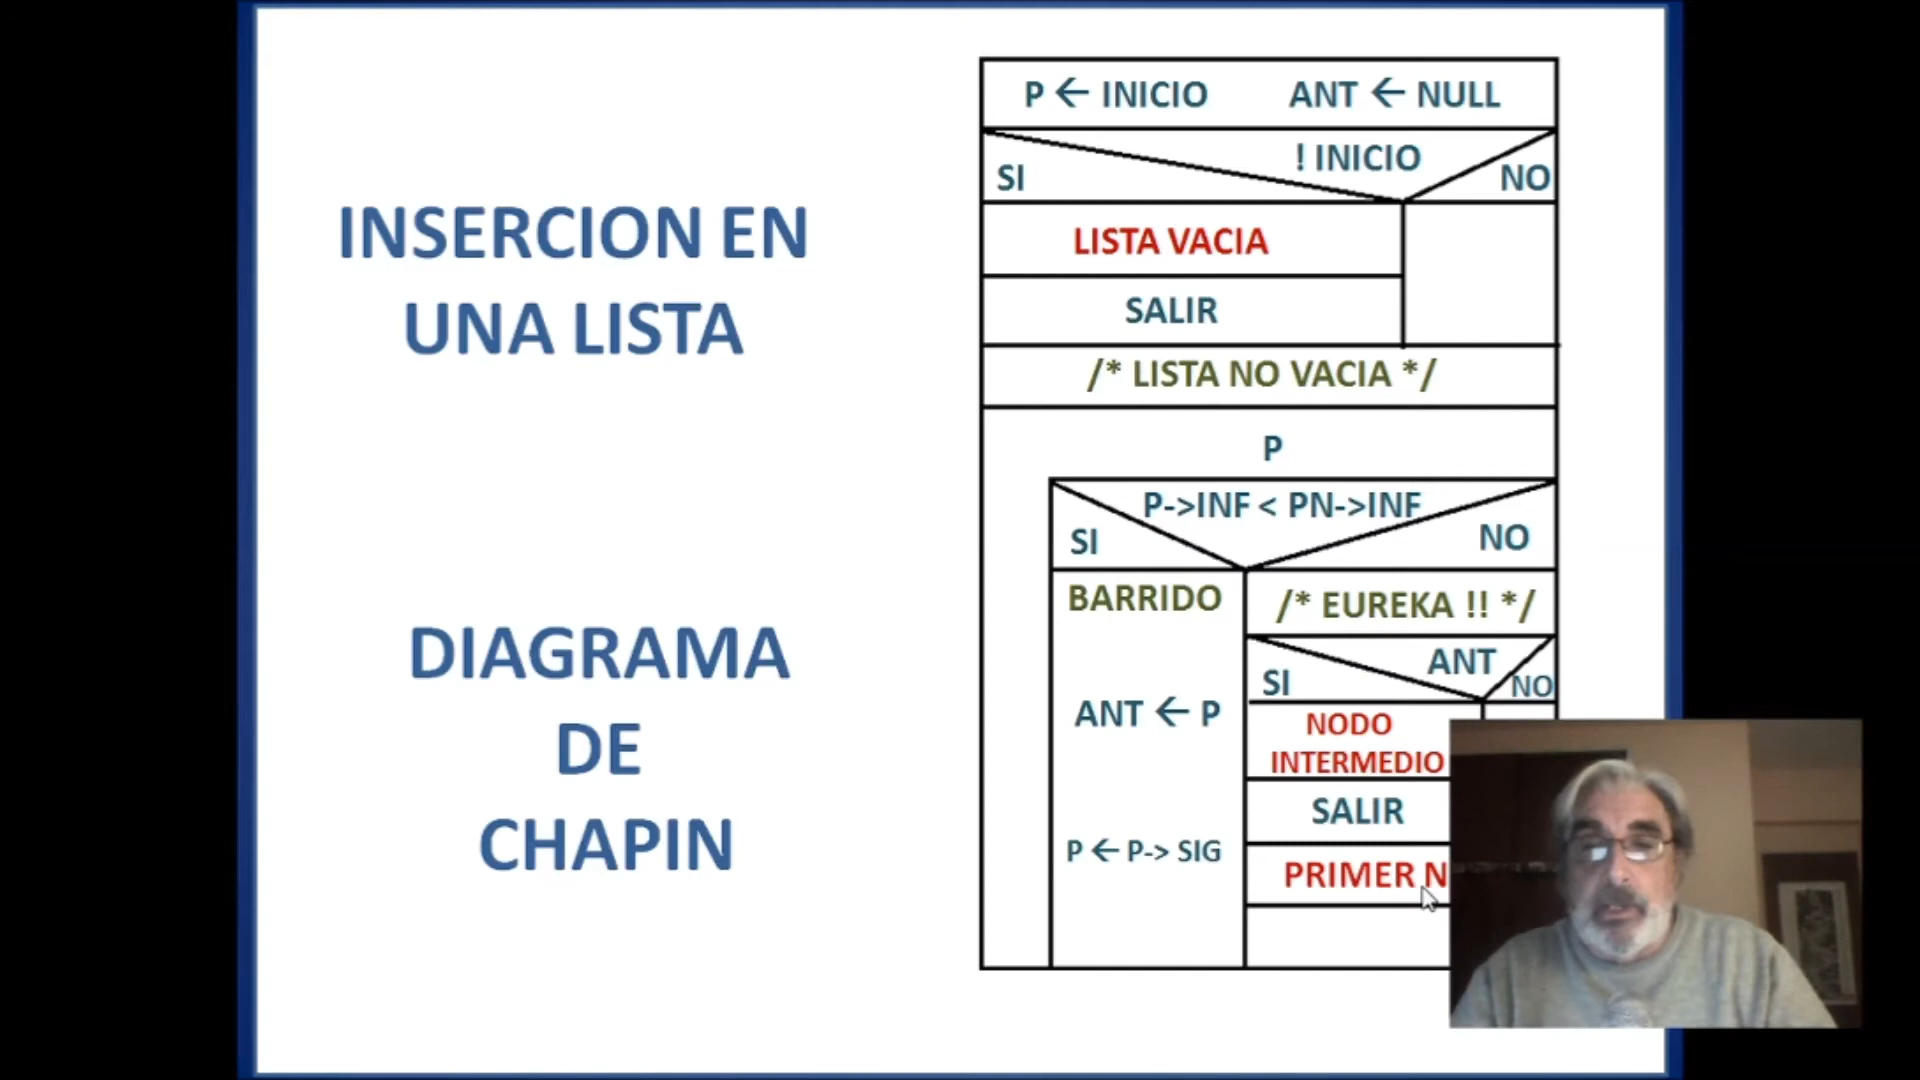 INSERCION EN
UNA LISTA
DIAGRAMA
DE
CHAPIN
P ← INICIO ANT ← NULL
! INICIO
SI NO
LISTA VACIA
SALIR
/* LISTA NO VACIA */
P
P->INF < PN->INF
SI NO
BARRIDO
ANT ← P
P ← P-> SIG
/* EUREKA !! */
ANT
SI NO
NODO
INTERMEDIO
SALIR
PRIMER N